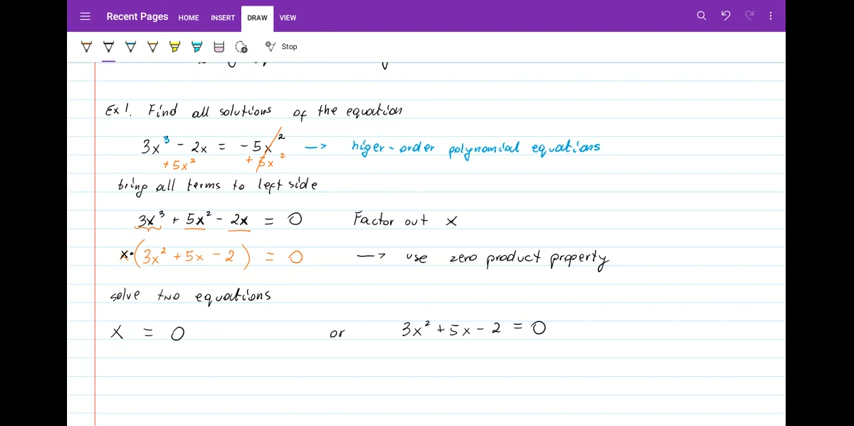 Recent Pages HOME INSERT DRAW VIEW
Stop
Ex 1. Find all solutions of the equation
3x³ - 2x = -5x² → higer-order polynomial equations
+5x² +5x²
bring all terms to left side
3x³ + 5x² - 2x = 0 Factor out x
x·(3x² + 5x - 2) = 0 → use zero product property
solve two equations
x = 0 or 3x² + 5x - 2 = 0